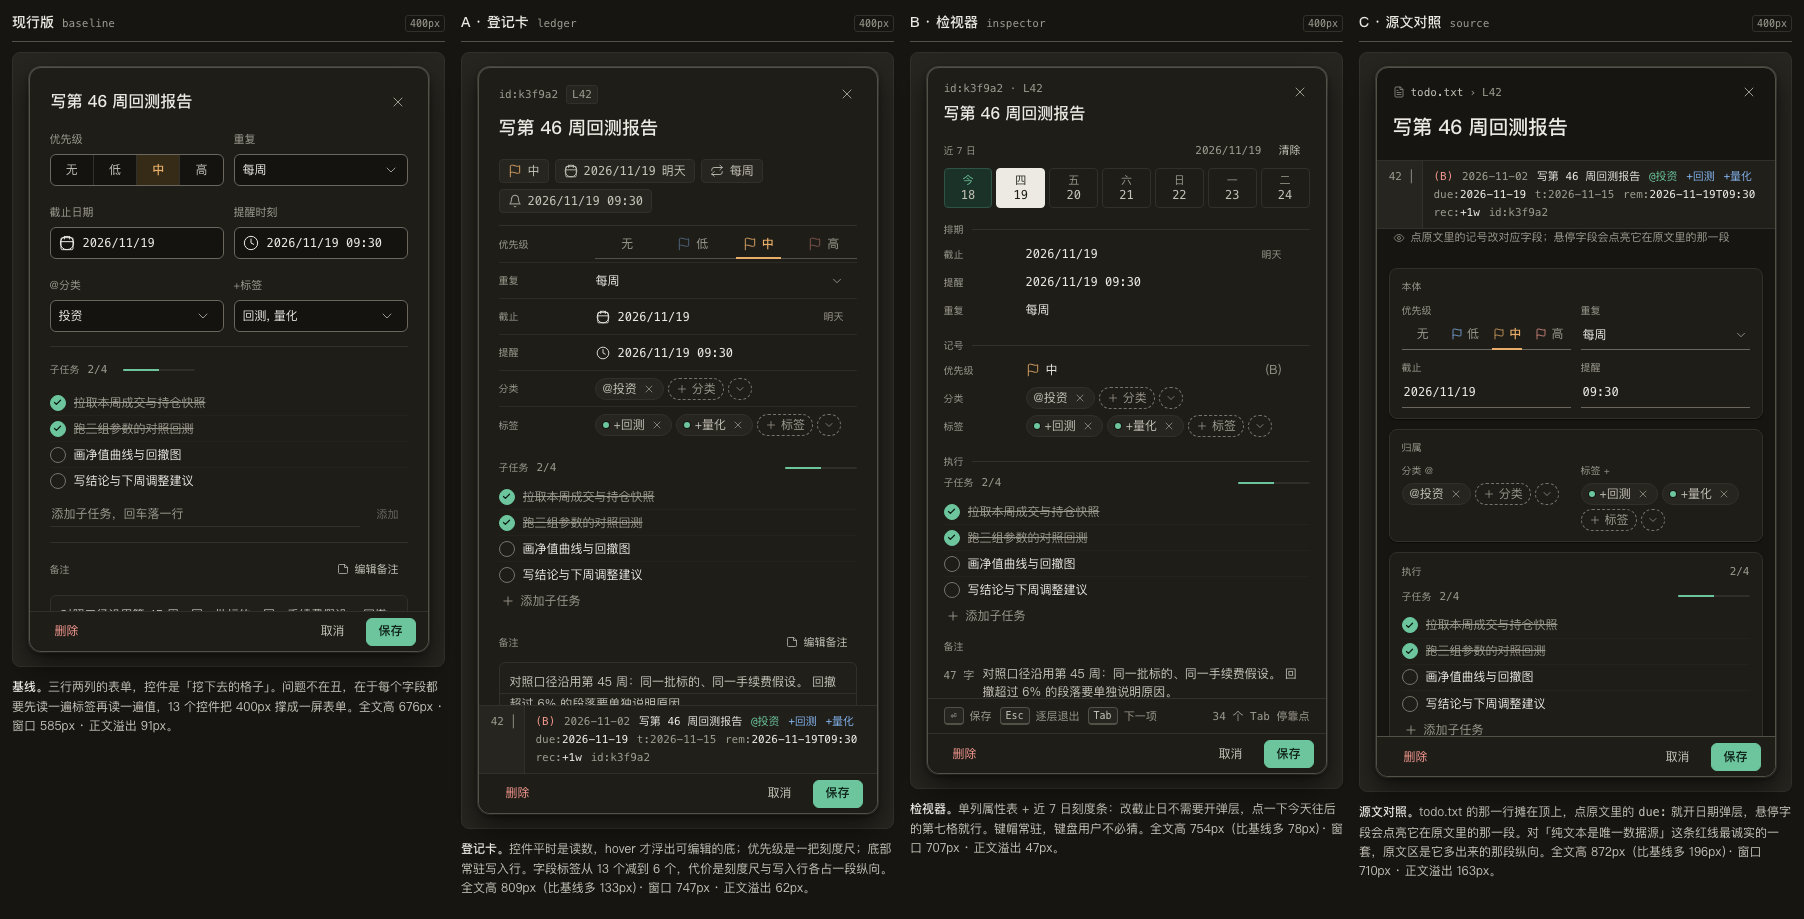 现行版 baseline 400px
写第 46 周回测报告
优先级 重复
无 低 中 高 每周
截止日期 提醒时刻
2026/11/19 2026/11/19 09:30
@分类 +标签
投资 回测, 量化
子任务 2/4
拉取本周成交与持仓快照
跑三组参数的对照回测
画净值曲线与回撤图
写结论与下周调整建议
添加子任务，回车落一行 添加
备注 编辑备注
删除 取消 保存
基线。三行两列的表单，控件是「挖下去的格子」。问题不在丑，在于每个字段都
要先读一遍标签再读一遍值，13 个控件把 400px 撑成一屏表单。全文高 676px ·
窗口 585px · 正文溢出 91px。
A · 登记卡 ledger 400px
id:k3f9a2 L42
写第 46 周回测报告
中 2026/11/19 明天 每周
2026/11/19 09:30
优先级 无 低 中 高
重复 每周
截止 2026/11/19 明天
提醒 2026/11/19 09:30
分类 @投资 × + 分类
标签 +回测 × +量化 × + 标签
子任务 2/4
拉取本周成交与持仓快照
跑三组参数的对照回测
画净值曲线与回撤图
写结论与下周调整建议
+ 添加子任务
备注 编辑备注
对照口径沿用第 45 周：同一批标的、同一手续费假设。 回撤
超过 6% 的段落要单独说明原因
42 (B) 2026-11-02 写第 46 周回测报告 @投资 +回测 +量化
due:2026-11-19 t:2026-11-15 rem:2026-11-19T09:30
rec:+1w id:k3f9a2
删除 取消 保存
登记卡。控件平时是读数，hover 才浮出可编辑的底；优先级是一把刻度尺；底部
常驻写入行。字段标签从 13 个减到 6 个，代价是刻度尺与写入行各占一段纵向。
全文高 809px（比基线多 133px）· 窗口 747px · 正文溢出 62px。
B · 检视器 inspector 400px
id:k3f9a2 · L42
写第 46 周回测报告
近 7 日 2026/11/19 清除
今 四 五 六 日 一 二
18 19 20 21 22 23 24
排期
截止 2026/11/19 明天
提醒 2026/11/19 09:30
重复 每周
记号
优先级 中 (B)
分类 @投资 × + 分类
标签 +回测 × +量化 × + 标签
执行
子任务 2/4
拉取本周成交与持仓快照
跑三组参数的对照回测
画净值曲线与回撤图
写结论与下周调整建议
+ 添加子任务
备注
47 字 对照口径沿用第 45 周：同一批标的、同一手续费假设。 回
撤超过 6% 的段落要单独说明原因。
⏎ 保存 Esc 逐层退出 Tab 下一项 34 个 Tab 停靠点
删除 取消 保存
检视器。单列属性表 + 近 7 日刻度条：改截止日不需要开弹层，点一下今天往后
的第七格就行。键帽常驻，键盘用户不必猜。全文高 754px（比基线多 78px）· 窗
口 707px · 正文溢出 47px。
C · 源文对照 source 400px
todo.txt › L42
写第 46 周回测报告
42 (B) 2026-11-02 写第 46 周回测报告 @投资 +回测 +量化
due:2026-11-19 t:2026-11-15 rem:2026-11-19T09:30
rec:+1w id:k3f9a2
点原文里的记号改对应字段；悬停字段会点亮它在原文里的那一段
本体
优先级 重复
无 低 中 高 每周
截止 提醒
2026/11/19 09:30
归属
分类 @ 标签 +
@投资 × + 分类 +回测 × +量化 ×
+ 标签
执行 2/4
子任务 2/4
拉取本周成交与持仓快照
跑三组参数的对照回测
画净值曲线与回撤图
写结论与下周调整建议
+ 添加子任务
删除 取消 保存
源文对照。todo.txt 的那一行摊在顶上，点原文里的 due: 就开日期弹层，悬停字
段会点亮它在原文里的那一段。对「纯文本是唯一数据源」这条红线最诚实的一
套，原文区是它多出来的那段纵向。全文高 872px（比基线多 196px）· 窗口
710px · 正文溢出 163px。